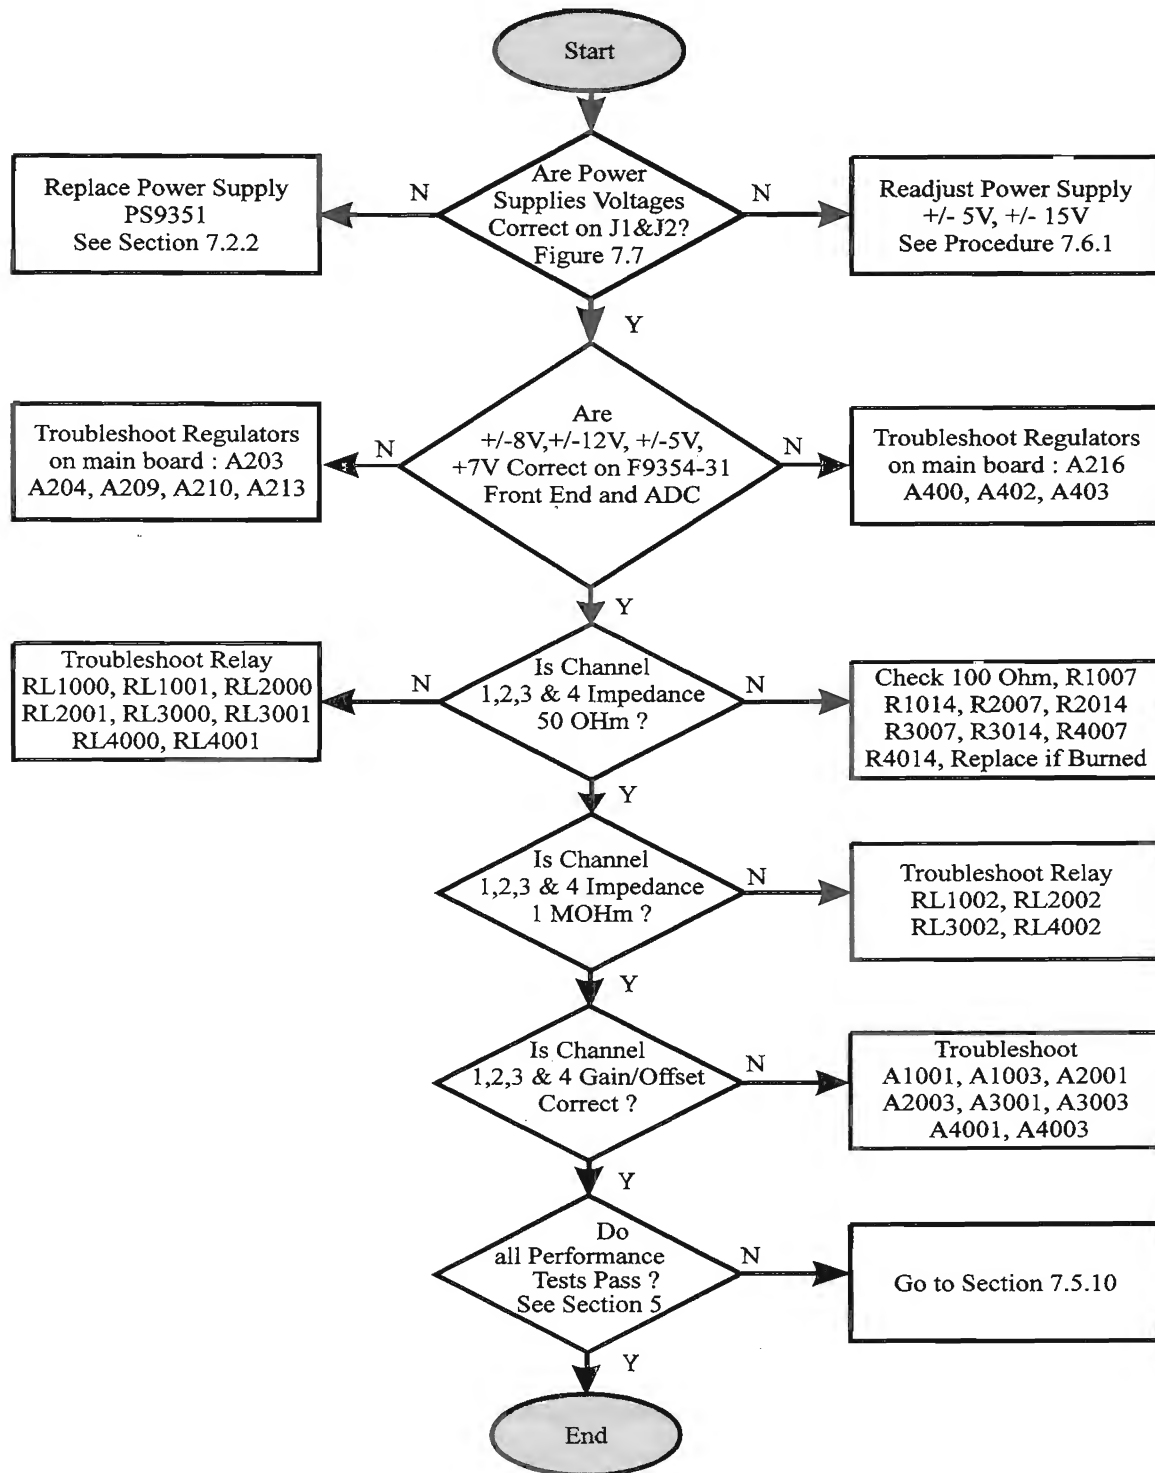 Start
Are Power
Supplies Voltages
Correct on J1&J2?
Figure 7.7
N
Replace Power Supply
PS9351
See Section 7.2.2
N
Readjust Power Supply
+/- 5V, +/- 15V
See Procedure 7.6.1
Y
Are
+/-8V,+/-12V, +/-5V,
+7V Correct on F9354-31
Front End and ADC
N
Troubleshoot Regulators
on main board : A203
A204, A209, A210, A213
N
Troubleshoot Regulators
on main board : A216
A400, A402, A403
Y
Is Channel
1,2,3 & 4 Impedance
50 OHm ?
N
Troubleshoot Relay
RL1000, RL1001, RL2000
RL2001, RL3000, RL3001
RL4000, RL4001
N
Check 100 Ohm, R1007
R1014, R2007, R2014
R3007, R3014, R4007
R4014, Replace if Burned
Y
Is Channel
1,2,3 & 4 Impedance
1 MOHm ?
N
Troubleshoot Relay
RL1002, RL2002
RL3002, RL4002
Y
Is Channel
1,2,3 & 4 Gain/Offset
Correct ?
N
Troubleshoot
A1001, A1003, A2001
A2003, A3001, A3003
A4001, A4003
Y
Do
all Performance
Tests Pass ?
See Section 5
N
Go to Section 7.5.10
Y
End